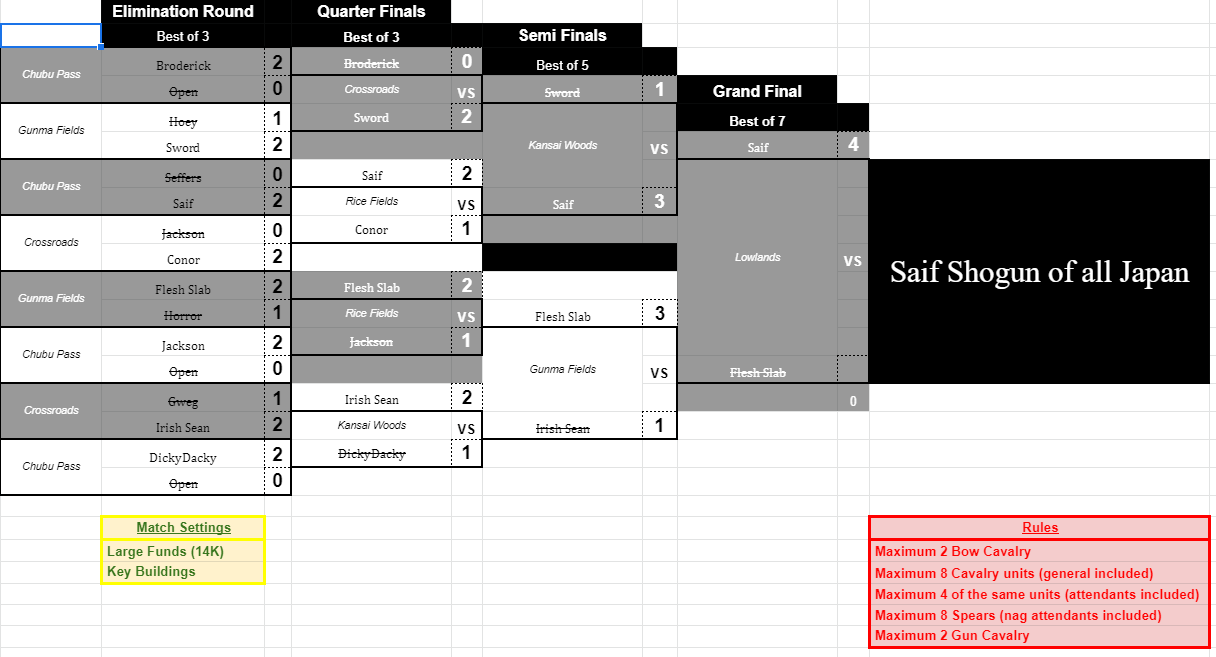 Elimination Round
Best of 3
Chubu Pass
Broderick 2
Open 0
Gunma Fields
Hoey 1
Sword 2
Chubu Pass
Seffers 0
Saif 2
Crossroads
Jackson 0
Conor 2
Gunma Fields
Flesh Slab 2
Horror 1
Chubu Pass
Jackson 2
Open 0
Crossroads
Gweg 1
Irish Sean 2
Chubu Pass
DickyDacky 2
Open 0
Quarter Finals
Best of 3
Broderick 0
Crossroads VS
Sword 2
Saif 2
Rice Fields VS
Conor 1
Flesh Slab 2
Rice Fields VS
Jackson 1
Irish Sean 2
Kansai Woods VS
DickyDacky 1
Semi Finals
Best of 5
Sword 1
Kansai Woods VS
Saif 3
Flesh Slab 3
Gunma Fields VS
Irish Sean 1
Grand Final
Best of 7
Saif 4
Lowlands VS
Flesh Slab
0
Saif Shogun of all Japan
Match Settings
Large Funds (14K)
Key Buildings
Rules
Maximum 2 Bow Cavalry
Maximum 8 Cavalry units (general included)
Maximum 4 of the same units (attendants included)
Maximum 8 Spears (nag attendants included)
Maximum 2 Gun Cavalry